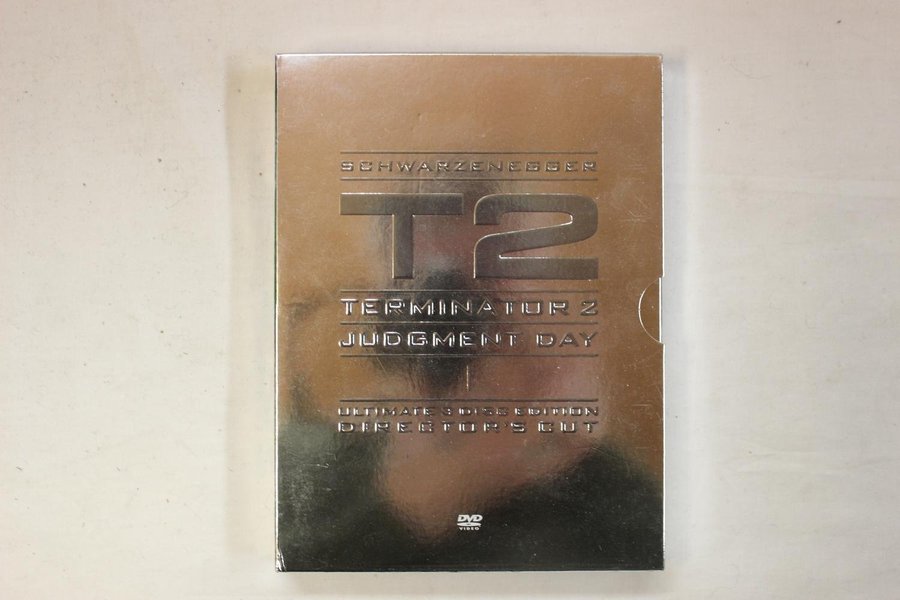 SCHWARZENEGGER
T2
TERMINATOR 2
JUDGMENT DAY
ULTIMATE 3 DISC EDITION
DIRECTOR'S CUT
DVD
VIDEO